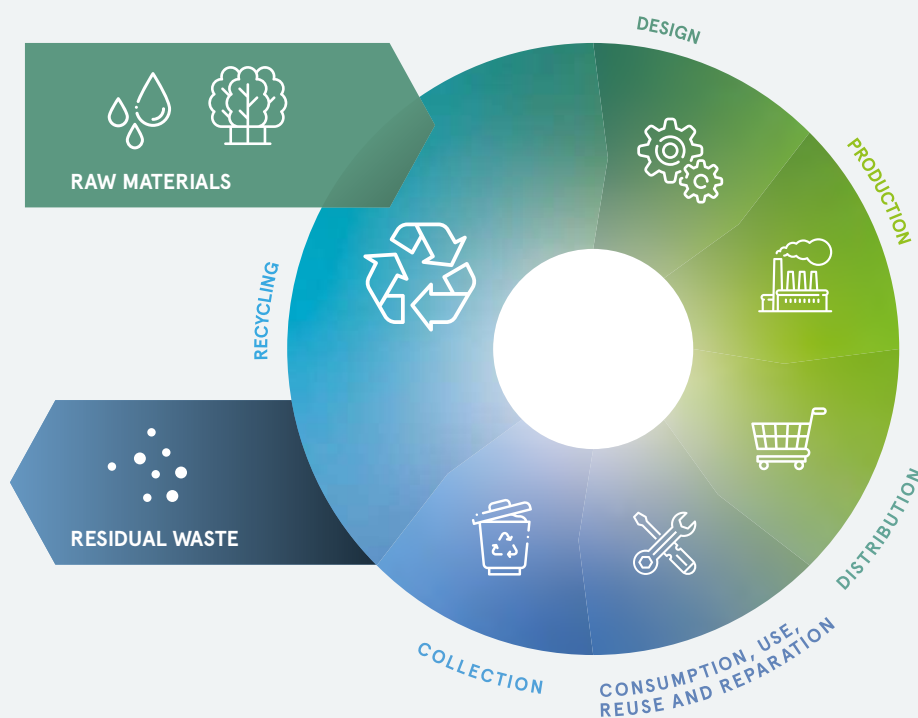 DESIGN
RAW MATERIALS
PRODUCTION
RECYCLING
DISTRIBUTION
RESIDUAL WASTE
CONSUMPTION, USE,
REUSE AND REPARATION
COLLECTION